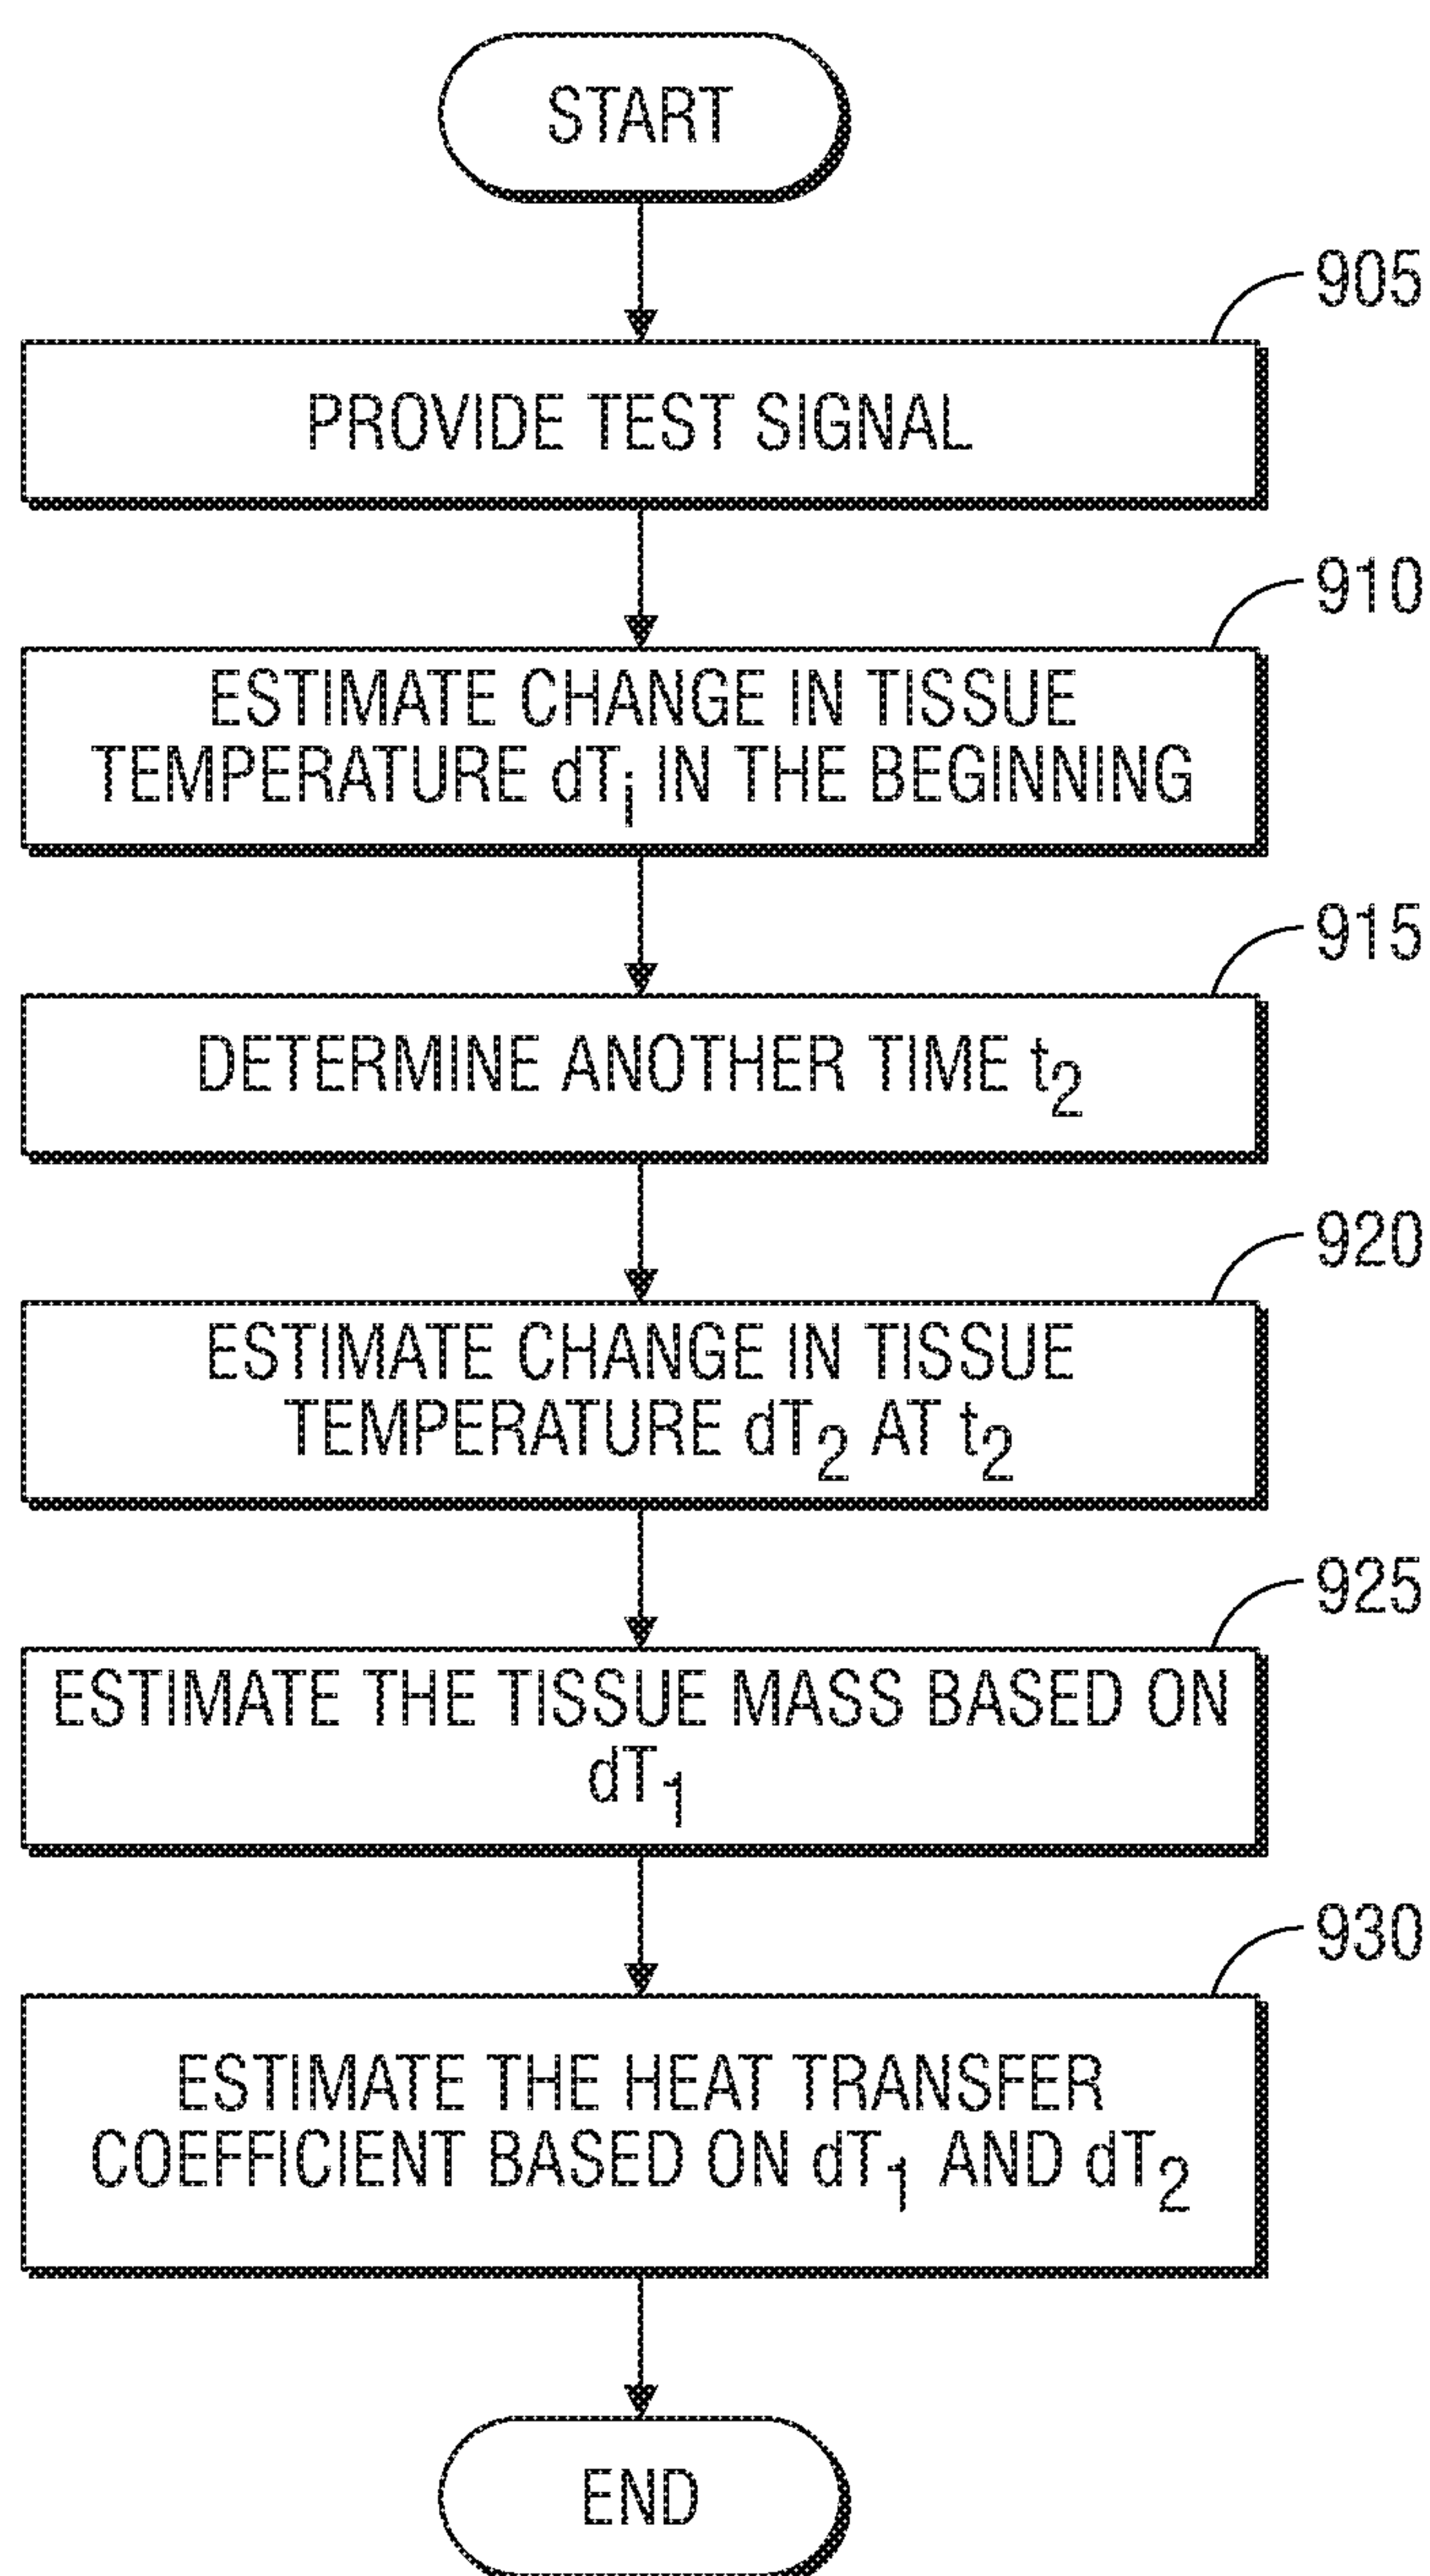 START
905
PROVIDE TEST SIGNAL
910
ESTIMATE CHANGE IN TISSUE
TEMPERATURE dTi IN THE BEGINNING
915
DETERMINE ANOTHER TIME t2
920
ESTIMATE CHANGE IN TISSUE
TEMPERATURE dT2 AT t2
925
ESTIMATE THE TISSUE MASS BASED ON
dT1
930
ESTIMATE THE HEAT TRANSFER
COEFFICIENT BASED ON dT1 AND dT2
END